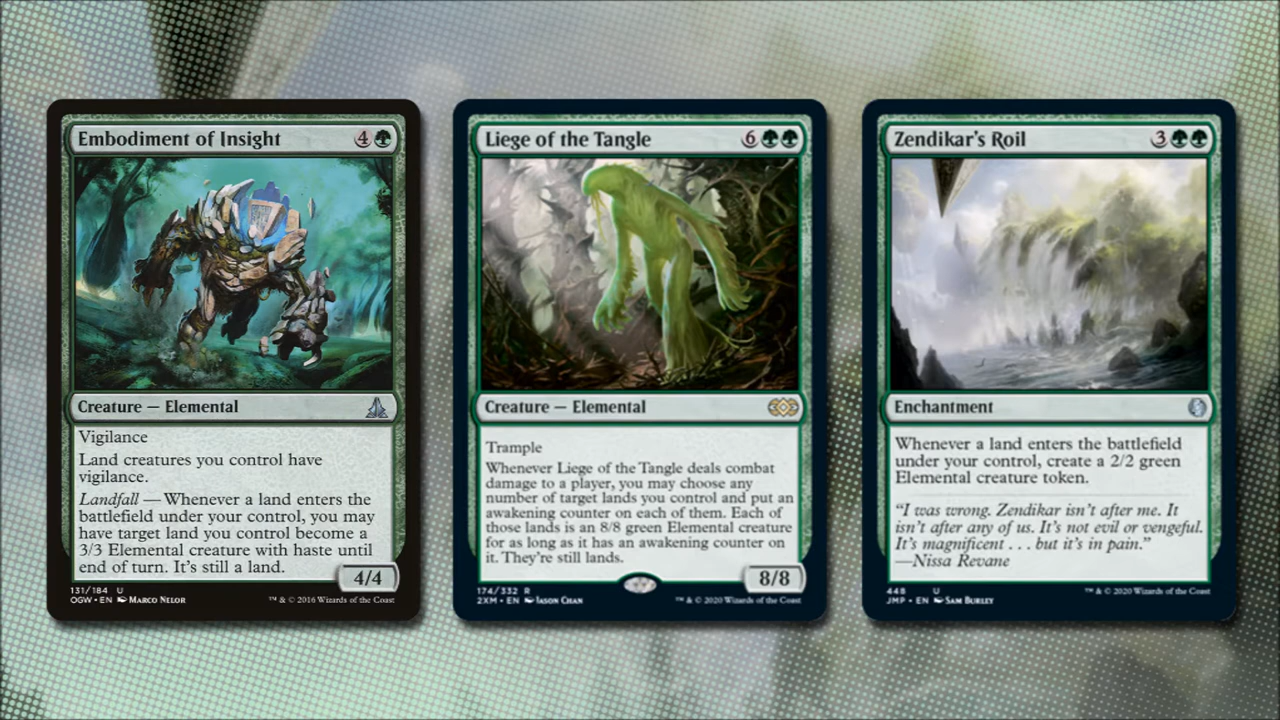 Embodiment of Insight 4
Creature — Elemental
Vigilance
Land creatures you control have
vigilance.
Landfall — Whenever a land enters the
battlefield under your control, you may
have target land you control become a
3/3 Elemental creature with haste until
end of turn. It's still a land.
4/4
131/184 U
OGW • EN Marco Nelor ™ & © 2016 Wizards of the Coast
Liege of the Tangle 6
Creature — Elemental
Trample
Whenever Liege of the Tangle deals combat
damage to a player, you may choose any
number of target lands you control and put an
awakening counter on each of them. Each of
those lands is an 8/8 green Elemental creature
for as long as it has an awakening counter on
it. They're still lands.
8/8
174/332 R
2XM • EN Jason Chan ™ & © 2020 Wizards of the Coast
Zendikar's Roil 3
Enchantment
Whenever a land enters the battlefield
under your control, create a 2/2 green
Elemental creature token.
"I was wrong. Zendikar isn't after me. It
isn't after any of us. It's not evil or vengeful.
It's magnificent . . . but it's in pain."
—Nissa Revane
448 U
JMP • EN Sam Burley ™ & © 2020 Wizards of the Coast